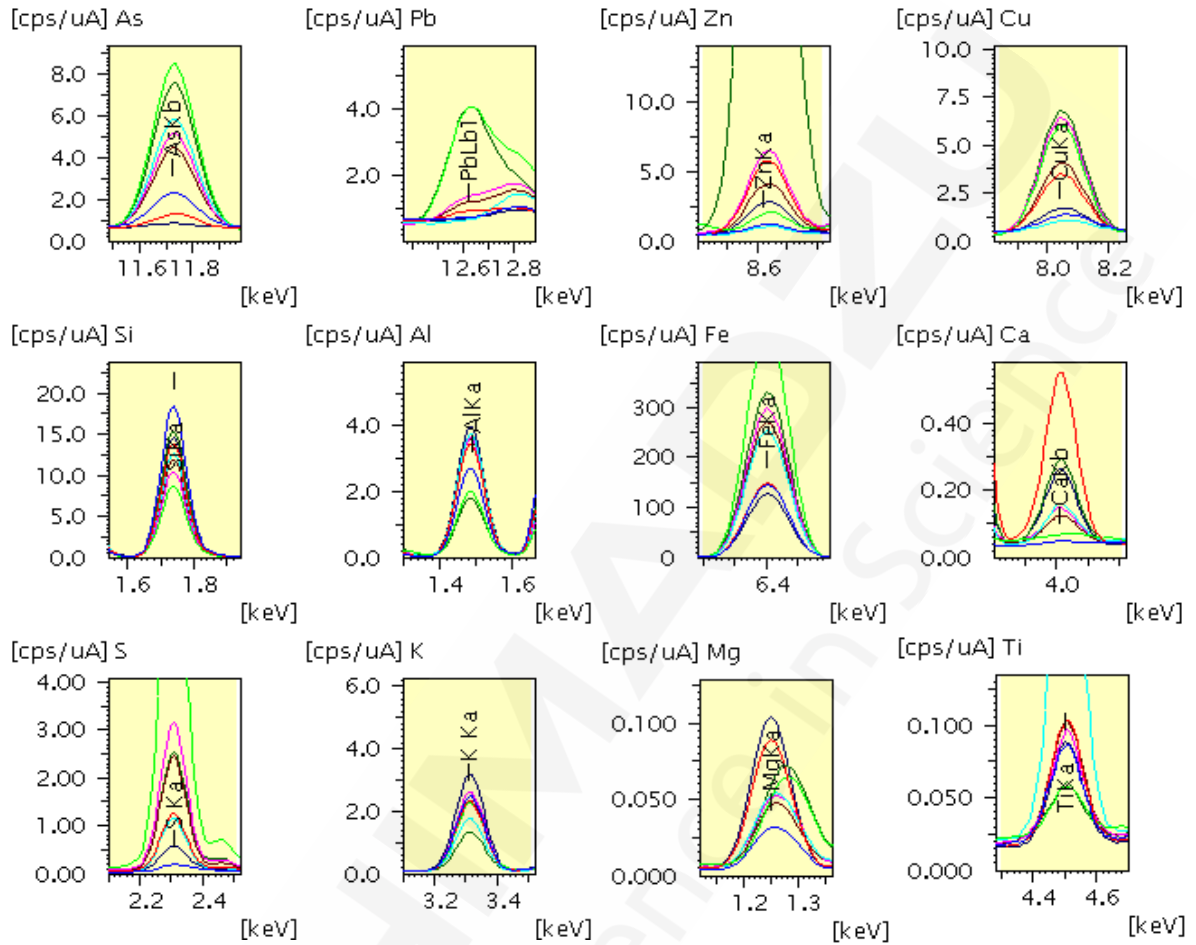 [cps/uA] As
8.0
6.0
4.0
2.0
0.0
AsKb
11.611.8
[keV]
[cps/uA] Pb
4.0
2.0
PbLb1
12.612.8
[keV]
[cps/uA] Zn
10.0
5.0
0.0
ZnKa
8.6
[keV]
[cps/uA] Cu
10.0
7.5
5.0
2.5
0.0
CuKa
8.0 8.2
[keV]
[cps/uA] Si
20.0
15.0
10.0
5.0
0.0
SiKa
1.6 1.8
[keV]
[cps/uA] Al
4.0
2.0
0.0
AlKa
1.4 1.6
[keV]
[cps/uA] Fe
300
200
100
0
FeKa
6.4
[keV]
[cps/uA] Ca
0.40
0.20
0.00
CaKb
4.0
[keV]
[cps/uA] S
4.00
3.00
2.00
1.00
0.00
S Ka
2.2 2.4
[keV]
[cps/uA] K
6.0
4.0
2.0
0.0
K Ka
3.2 3.4
[keV]
[cps/uA] Mg
0.100
0.050
0.000
MgKa
1.2 1.3
[keV]
[cps/uA] Ti
0.100
0.050
0.000
TiKa
4.4 4.6
[keV]
SHIMADZU
Excellence in Science